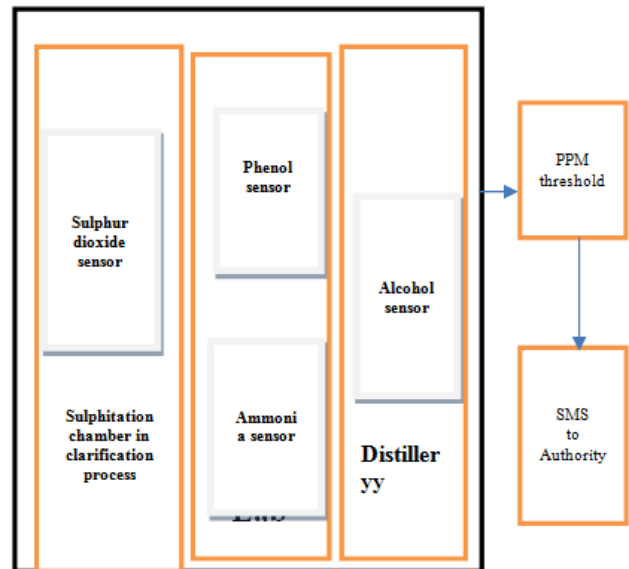 Sulphur
dioxide
sensor
Sulphitation
chamber in
clarification
process
Phenol
sensor
Ammoni
a sensor
Alcohol
sensor
Distiller
yy
PPM
threshold
SMS
to
Authority